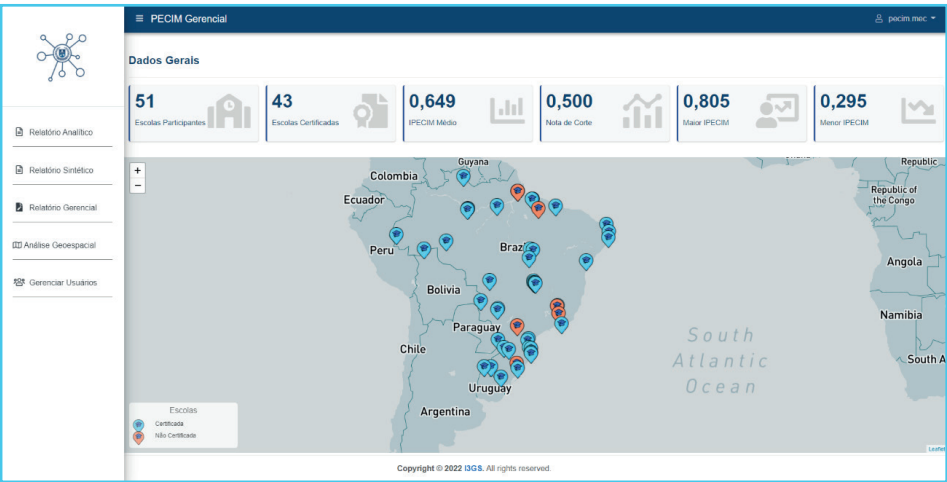 PECIM Gerencial
pecim mec
Dados Gerais
51
Escolas Participantes
43
Escolas Certificadas
0,649
IPECIM Médio
0,500
Nota de Corte
0,805
Maior IPECIM
0,295
Menor IPECIM
Relatório Analítico
Relatório Sintético
Relatório Gerencial
Análise Geoespacial
Gerenciar Usuários
+
−
Guyana
Colombia
Ecuador
Peru
Braz
Bolivia
Paraguay
Chile
Uruguay
Argentina
South
Atlantic
Ocean
Republic
Republic of
the Congo
Angola
Namibia
South A
Escolas
Certificada
Não Certificada
Leaflet
Copyright © 2022 I3GS. All rights reserved.